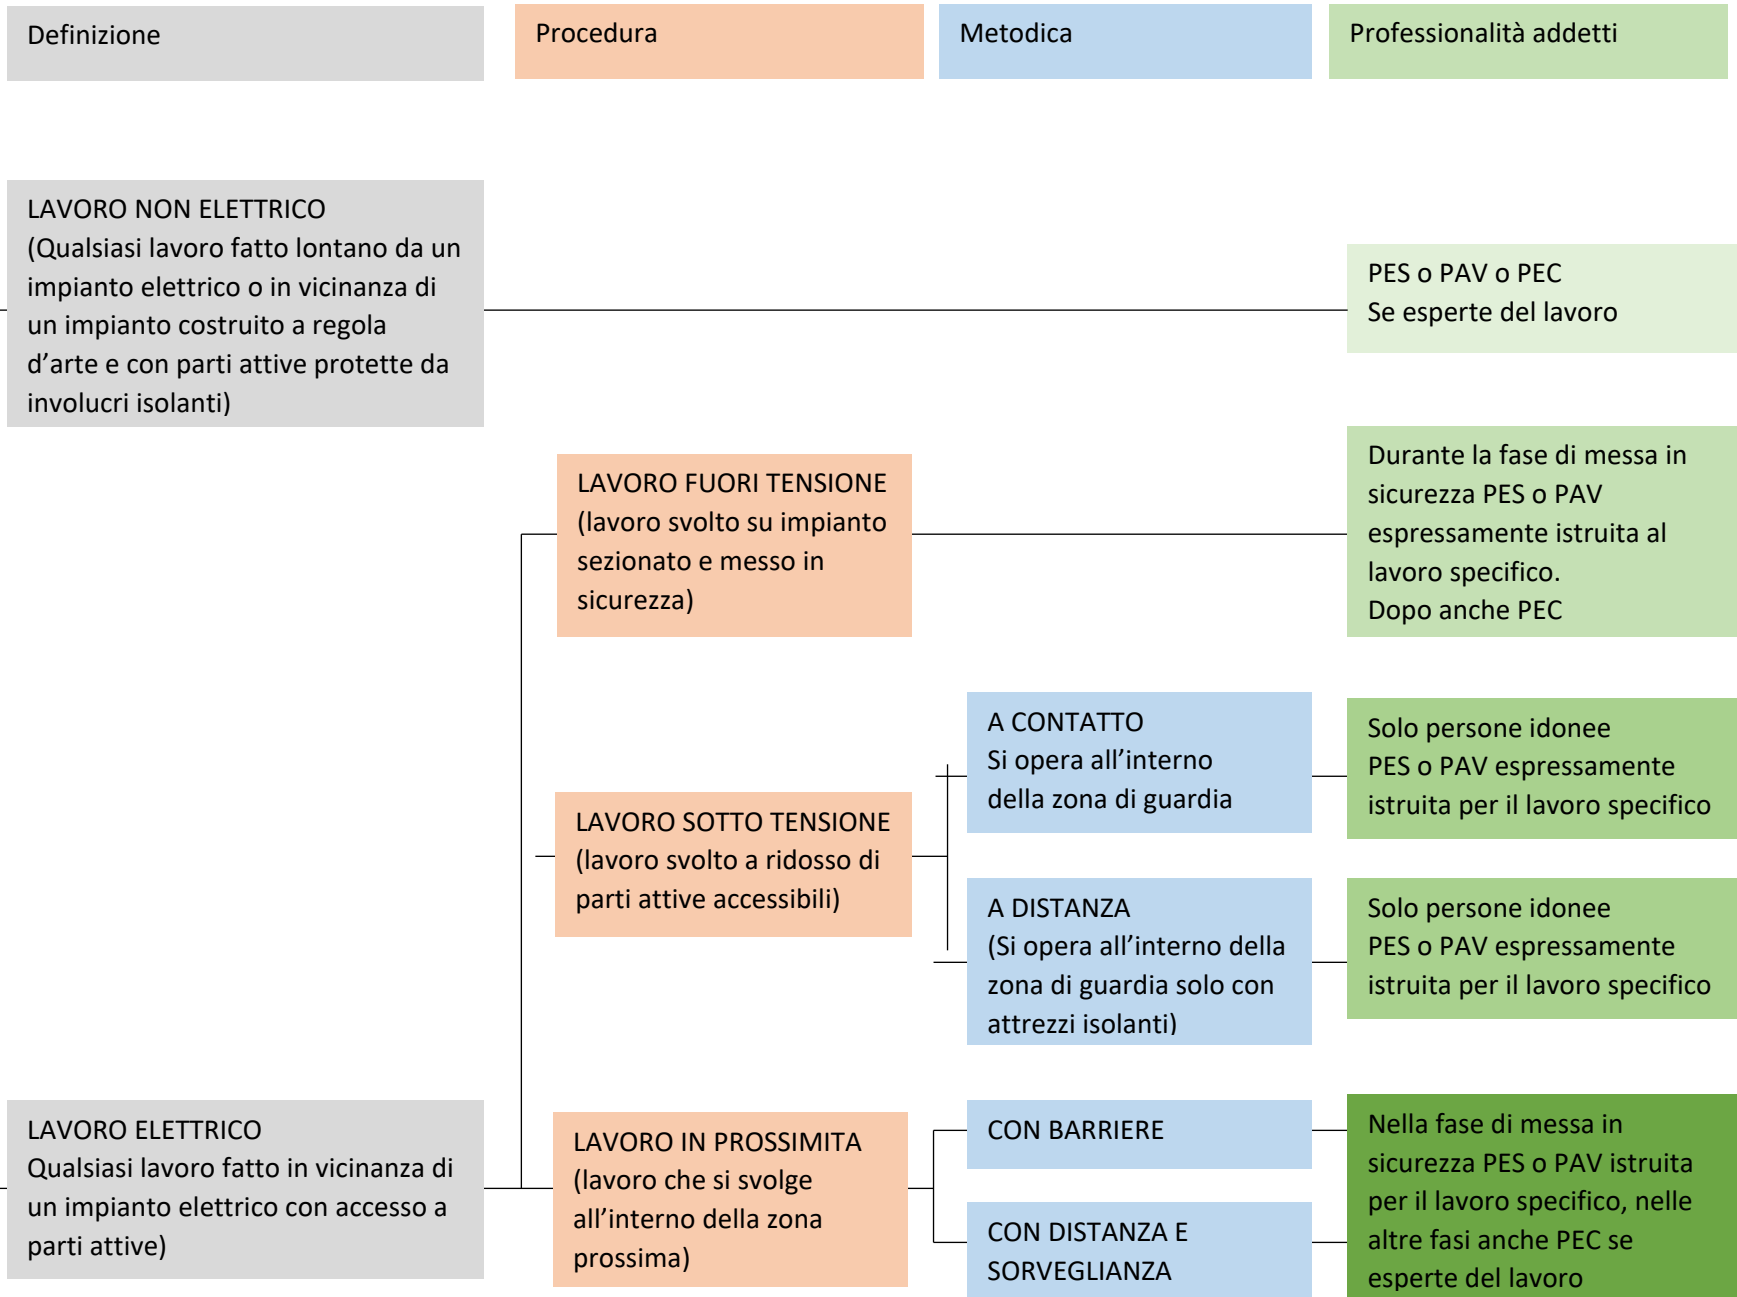 Definizione
Procedura
Metodica
Professionalità addetti
LAVORO NON ELETTRICO
(Qualsiasi lavoro fatto lontano da un
impianto elettrico o in vicinanza di
un impianto costruito a regola
d’arte e con parti attive protette da
involucri isolanti)
PES o PAV o PEC
Se esperte del lavoro
LAVORO FUORI TENSIONE
(lavoro svolto su impianto
sezionato e messo in
sicurezza)
Durante la fase di messa in
sicurezza PES o PAV
espressamente istruita al
lavoro specifico.
Dopo anche PEC
LAVORO SOTTO TENSIONE
(lavoro svolto a ridosso di
parti attive accessibili)
A CONTATTO
Si opera all’interno
della zona di guardia
Solo persone idonee
PES o PAV espressamente
istruita per il lavoro specifico
A DISTANZA
(Si opera all’interno della
zona di guardia solo con
attrezzi isolanti)
Solo persone idonee
PES o PAV espressamente
istruita per il lavoro specifico
LAVORO ELETTRICO
Qualsiasi lavoro fatto in vicinanza di
un impianto elettrico con accesso a
parti attive)
LAVORO IN PROSSIMITA
(lavoro che si svolge
all’interno della zona
prossima)
CON BARRIERE
CON DISTANZA E
SORVEGLIANZA
Nella fase di messa in
sicurezza PES o PAV istruita
per il lavoro specifico, nelle
altre fasi anche PEC se
esperte del lavoro